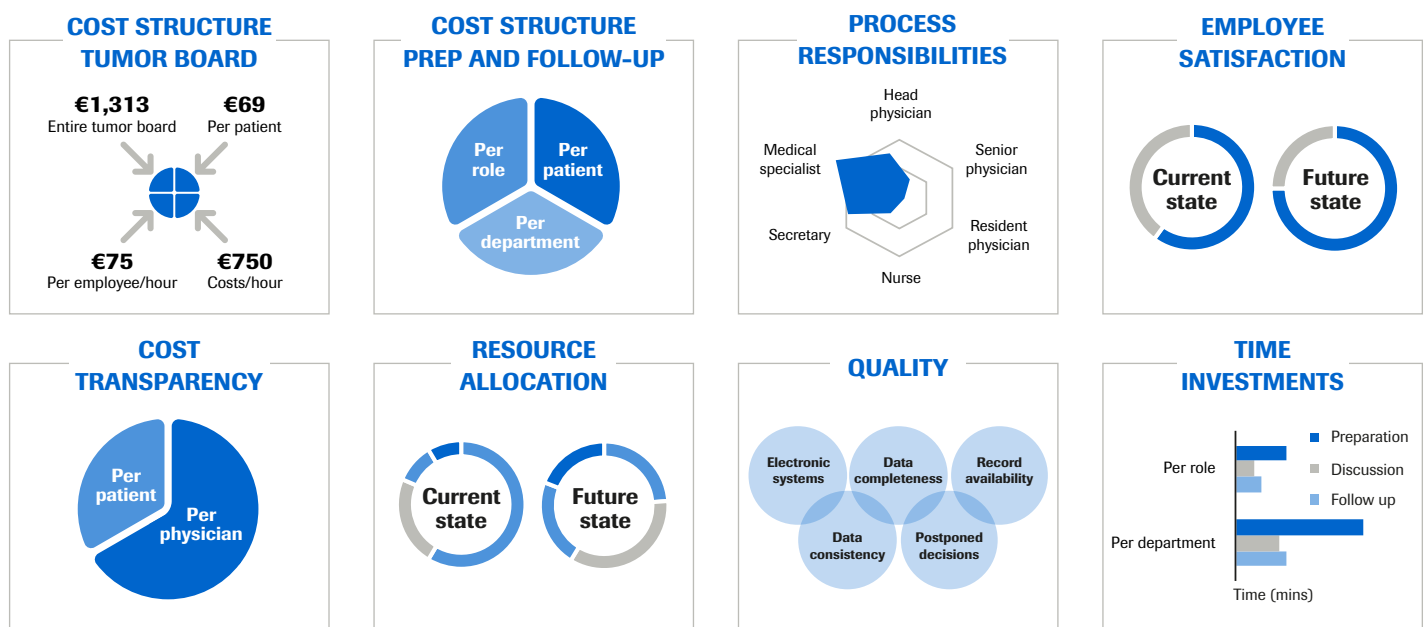 COST STRUCTURE
TUMOR BOARD
€1,313
Entire tumor board
€69
Per patient
€75
Per employee/hour
€750
Costs/hour
COST STRUCTURE
PREP AND FOLLOW-UP
Per
role
Per
patient
Per
department
PROCESS
RESPONSIBILITIES
Head
physician
Medical
specialist
Senior
physician
Secretary
Resident
physician
Nurse
EMPLOYEE
SATISFACTION
Current
state
Future
state
COST
TRANSPARENCY
Per
patient
Per
physician
RESOURCE
ALLOCATION
Current
state
Future
state
QUALITY
Electronic
systems
Data
completeness
Record
availability
Data
consistency
Postponed
decisions
TIME
INVESTMENTS
Preparation
Per role
Discussion
Follow up
Per department
Time (mins)